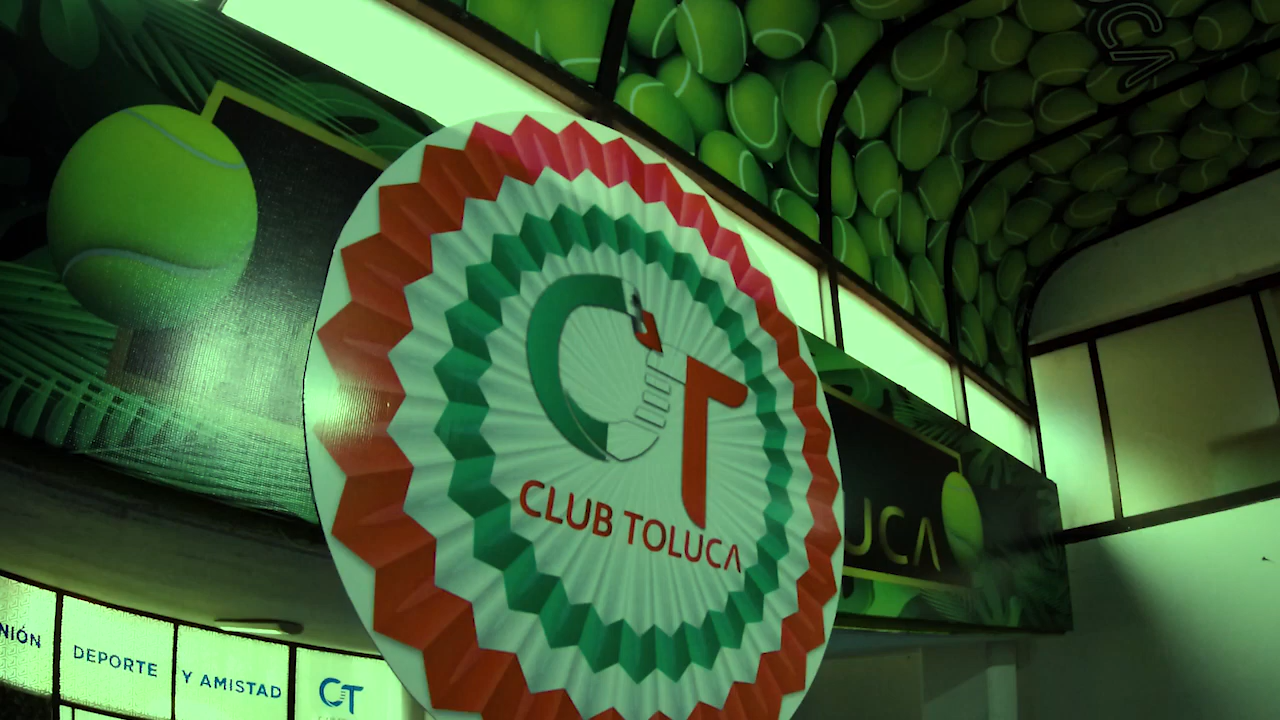 CT
CLUB TOLUCA
UCA
NIÓN
DEPORTE
Y AMISTAD
CT